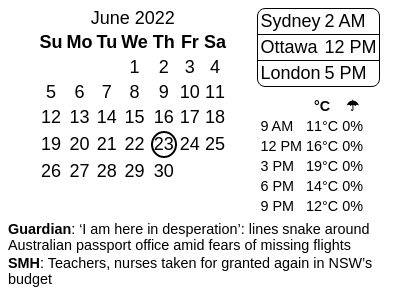 June 2022
Su Mo Tu We Th Fr Sa
1 2 3 4
5 6 7 8 9 10 11
12 13 14 15 16 17 18
19 20 21 22 23 24 25
26 27 28 29 30
Sydney 2 AM
Ottawa 12 PM
London 5 PM
°C ☂
9 AM 11°C 0%
12 PM 16°C 0%
3 PM 19°C 0%
6 PM 14°C 0%
9 PM 12°C 0%
Guardian: ‘I am here in desperation’: lines snake around
Australian passport office amid fears of missing flights
SMH: Teachers, nurses taken for granted again in NSW’s
budget